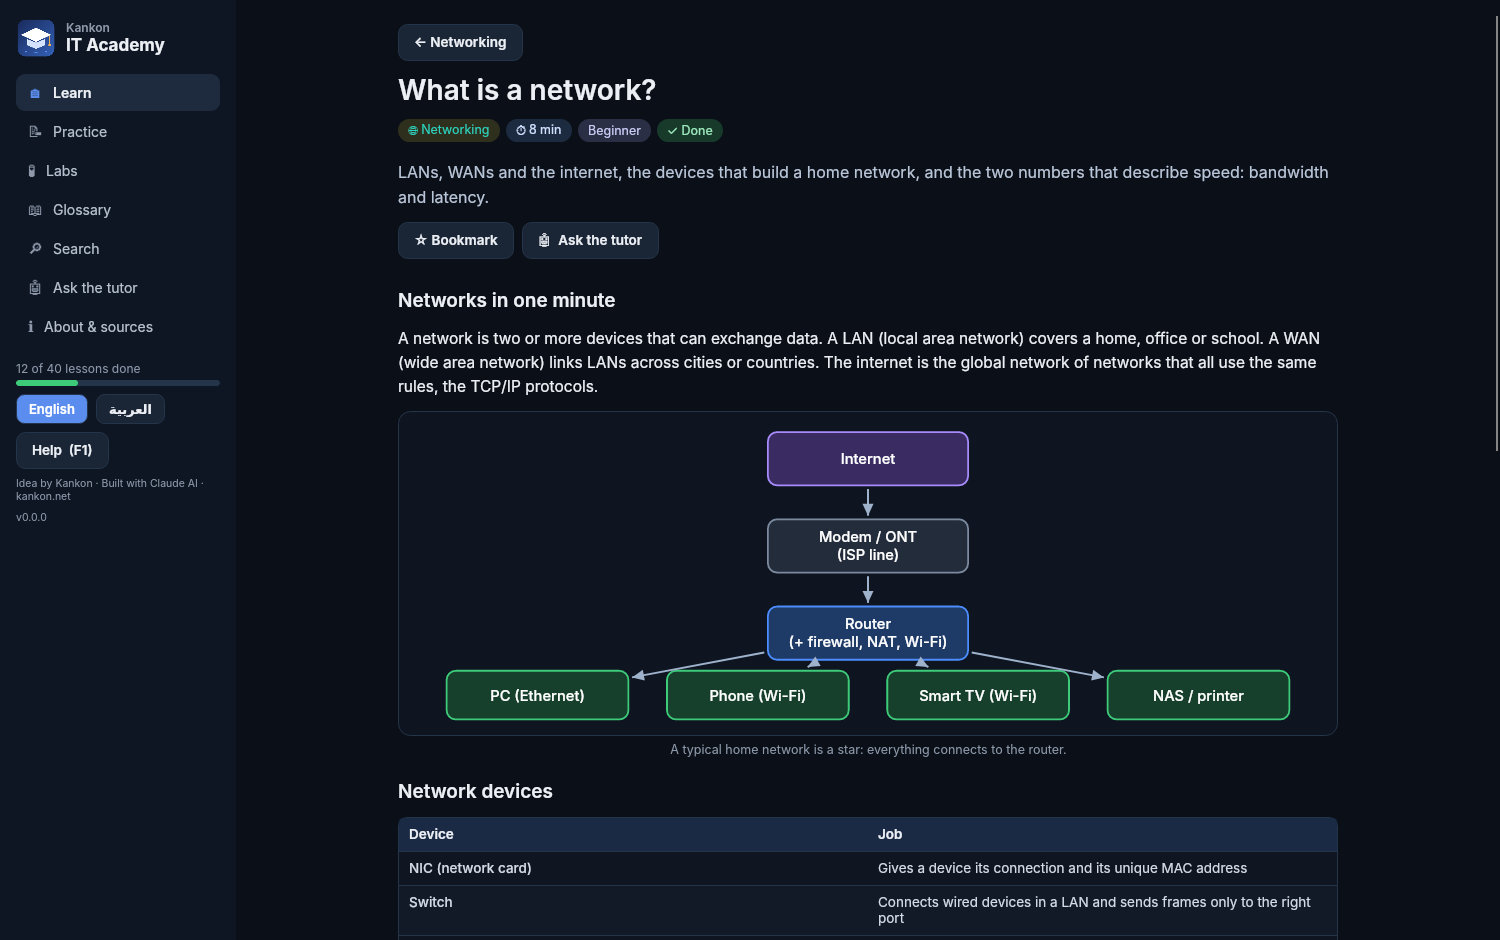 Kankon
IT Academy
Learn
Practice
Labs
Glossary
Search
Ask the tutor
About & sources
12 of 40 lessons done
English
العربية
Help (F1)
Idea by Kankon · Built with Claude AI ·
kankon.net
v0.0.0
← Networking
What is a network?
Networking
8 min
Beginner
✓ Done
LANs, WANs and the internet, the devices that build a home network, and the two numbers that describe speed: bandwidth
and latency.
☆ Bookmark
Ask the tutor
Networks in one minute
A network is two or more devices that can exchange data. A LAN (local area network) covers a home, office or school. A WAN
(wide area network) links LANs across cities or countries. The internet is the global network of networks that all use the same
rules, the TCP/IP protocols.
Internet
Modem / ONT
(ISP line)
Router
(+ firewall, NAT, Wi-Fi)
PC (Ethernet)
Phone (Wi-Fi)
Smart TV (Wi-Fi)
NAS / printer
A typical home network is a star: everything connects to the router.
Network devices
Device
Job
NIC (network card)
Gives a device its connection and its unique MAC address
Switch
Connects wired devices in a LAN and sends frames only to the right
port